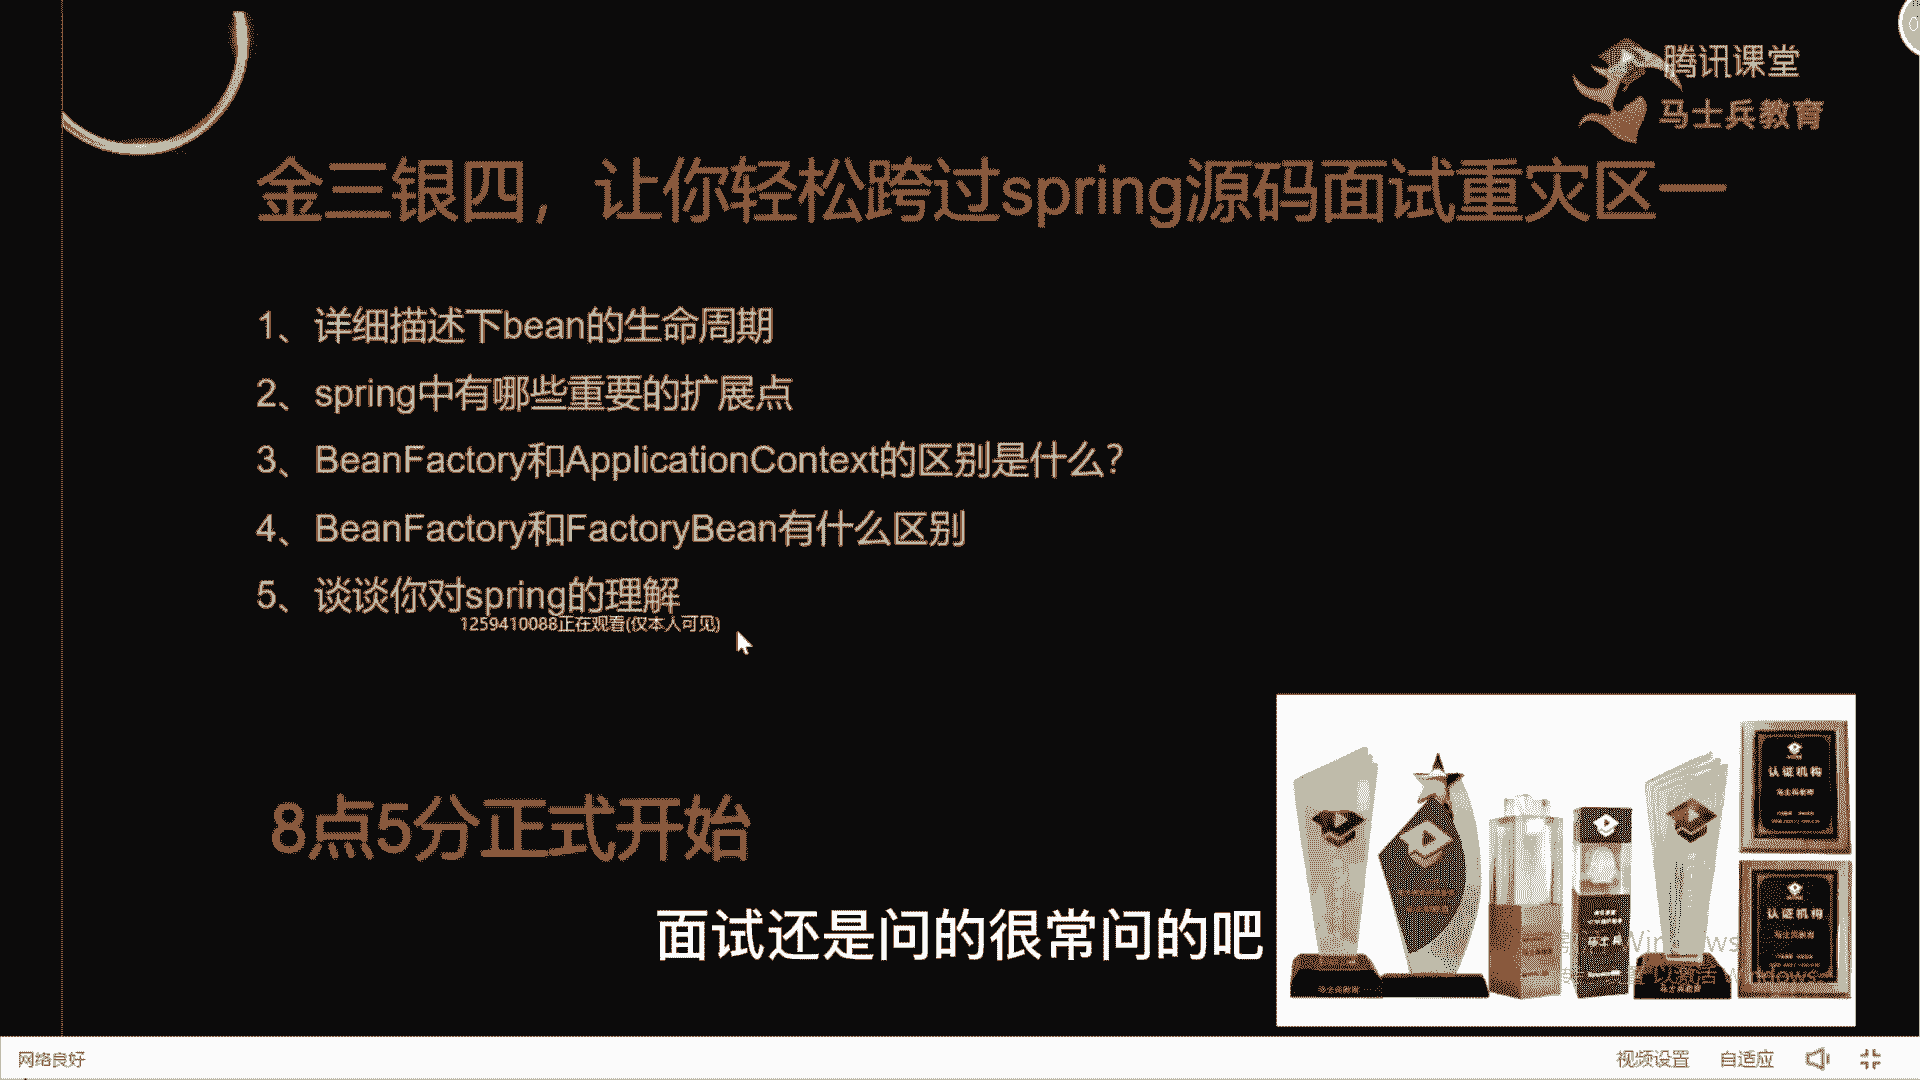 腾讯课堂
马士兵教育
金三银四，让你轻松跨过spring源码面试重灾区一
1、详细描述下bean的生命周期
2、spring中有哪些重要的扩展点
3、BeanFactory和ApplicationContext的区别是什么?
4、BeanFactory和FactoryBean有什么区别
5、谈谈你对spring的理解
1259410088正在观看(仅本人可见)
8点5分正式开始
面试还是问的很常问的吧
认证机构
认证机构
马士兵教育
Windows
以激活 Windows
网络良好
视频设置
自适应